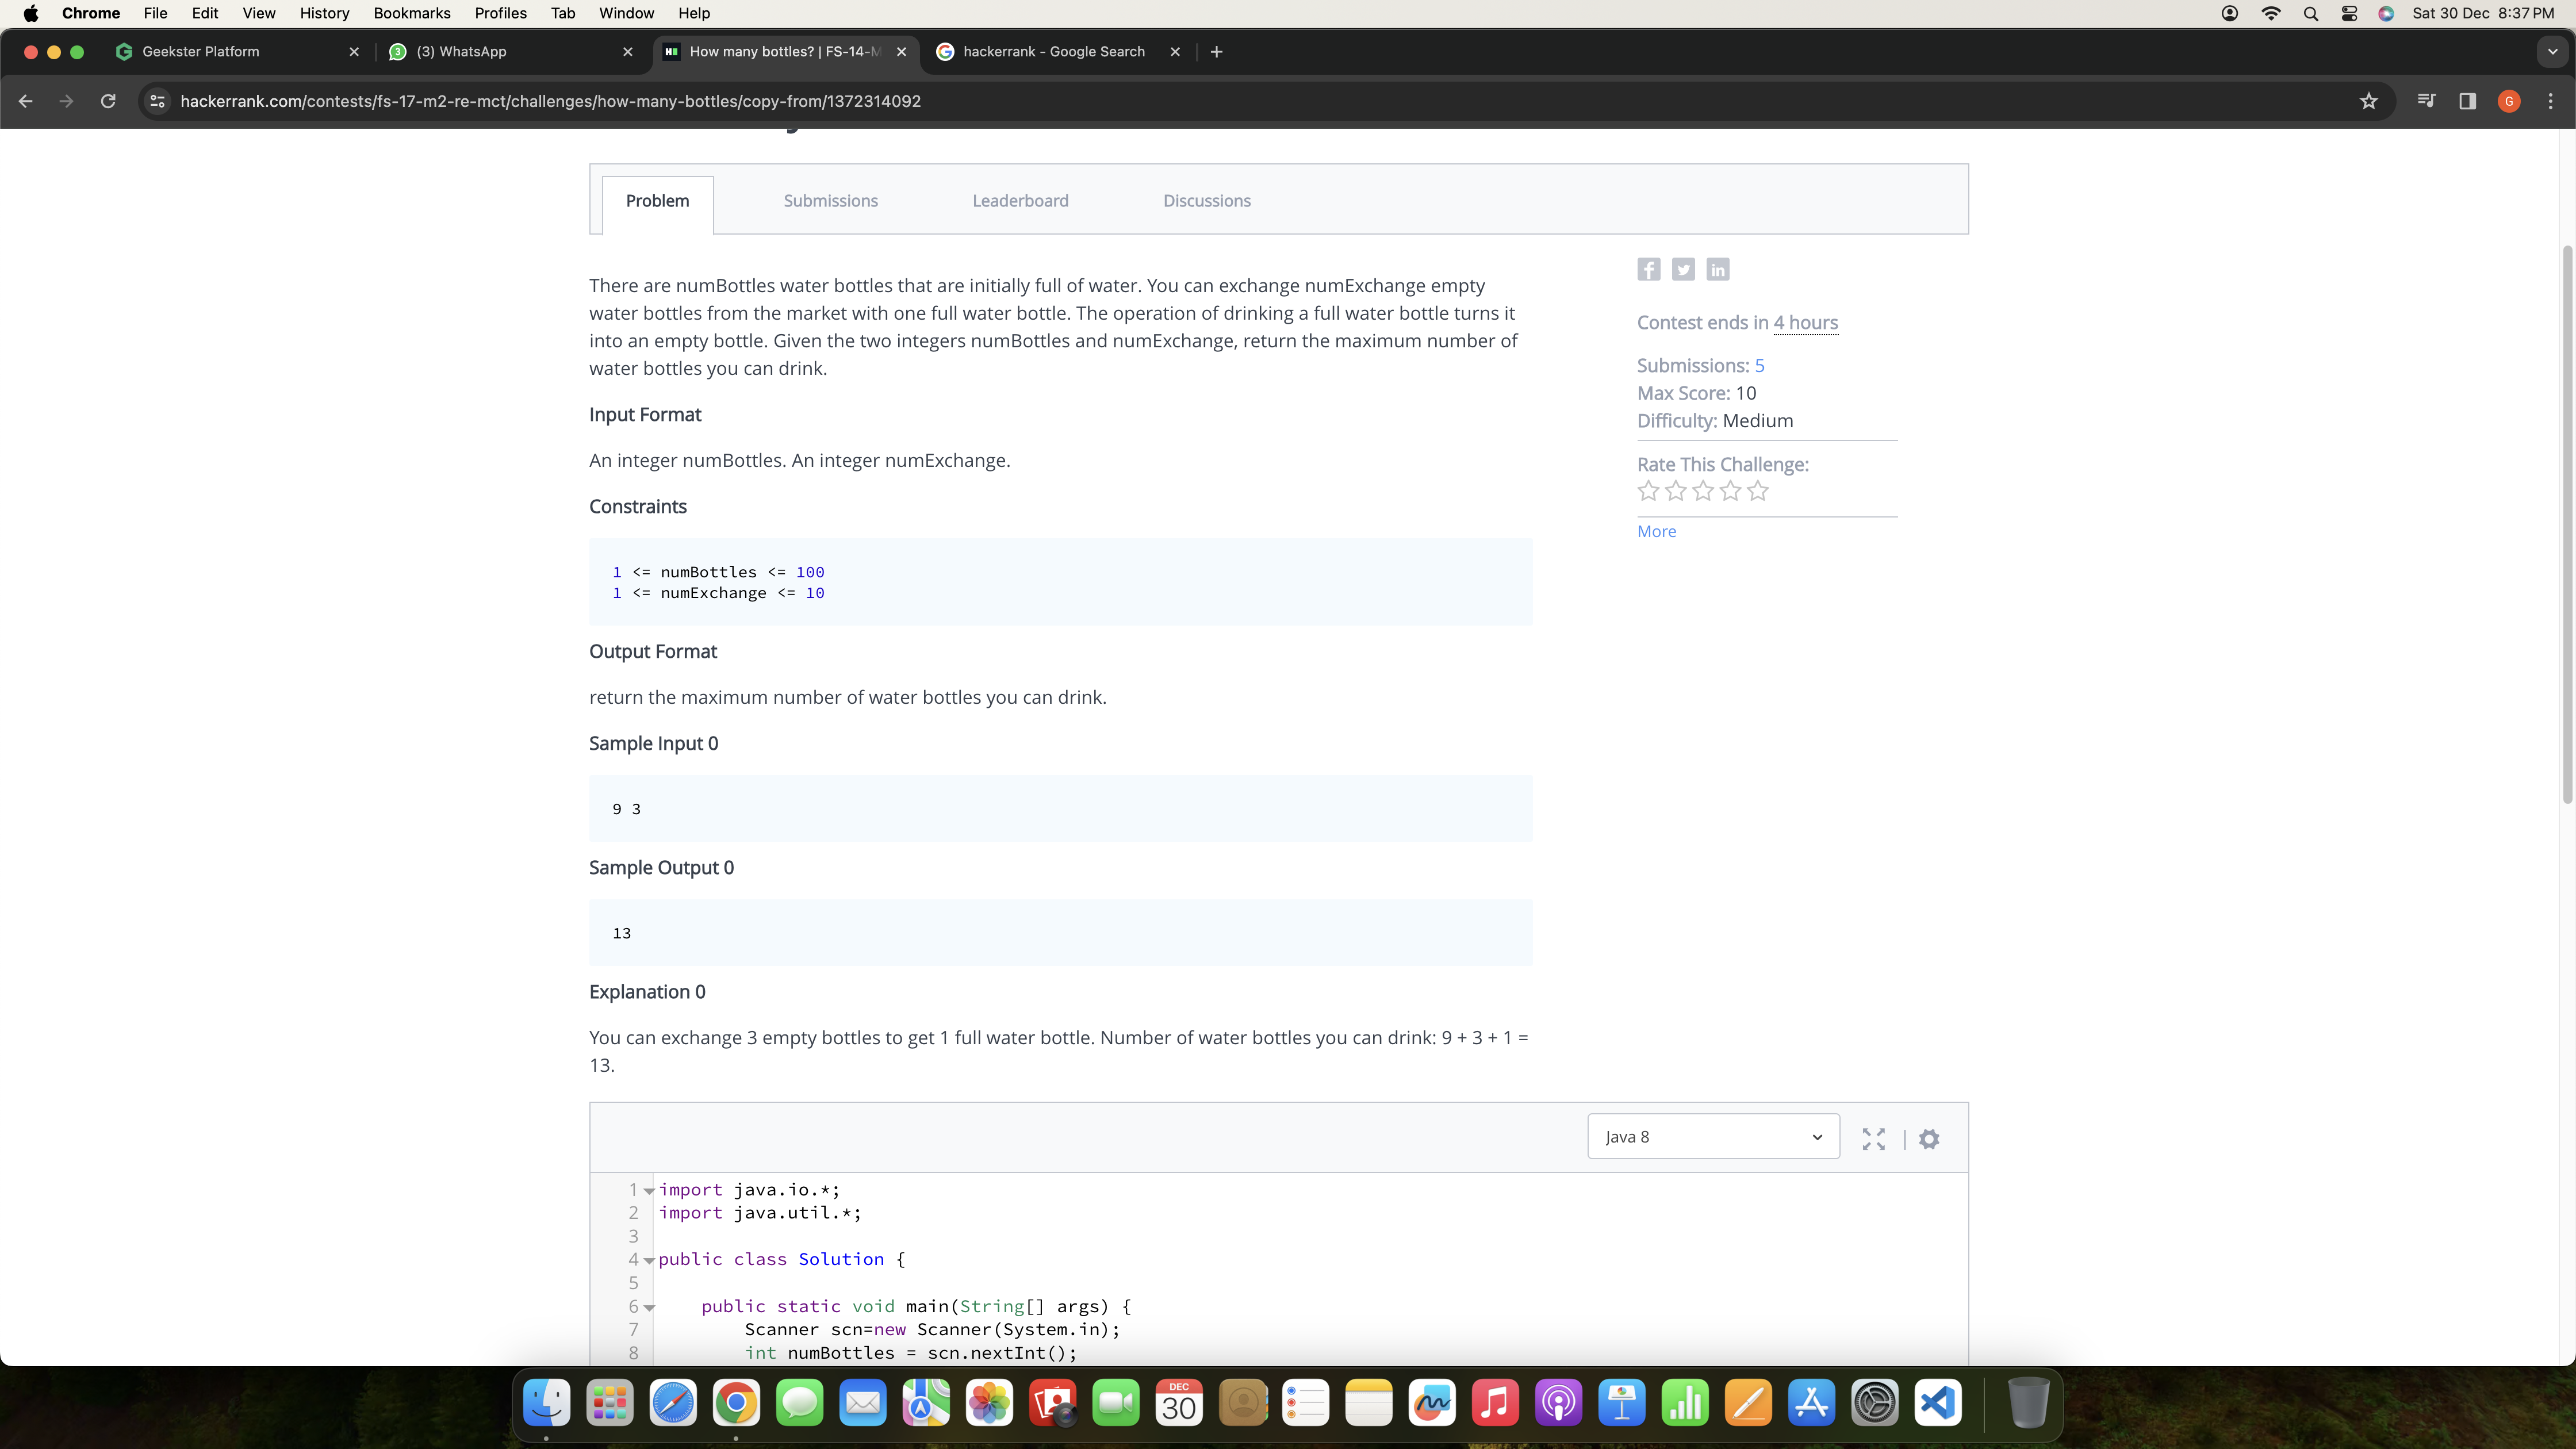 Chrome File Edit View History Bookmarks Profiles Tab Window Help Sat 30 Dec 8:37 PM
Geekster Platform (3) WhatsApp How many bottles? | FS-14-M hackerrank - Google Search
hackerrank.com/contests/fs-17-m2-re-mct/challenges/how-many-bottles/copy-from/1372314092 G
Problem Submissions Leaderboard Discussions
There are numBottles water bottles that are initially full of water. You can exchange numExchange empty
water bottles from the market with one full water bottle. The operation of drinking a full water bottle turns it
into an empty bottle. Given the two integers numBottles and numExchange, return the maximum number of
water bottles you can drink.
Input Format
An integer numBottles. An integer numExchange.
Constraints
1 <= numBottles <= 100
1 <= numExchange <= 10
Output Format
return the maximum number of water bottles you can drink.
Sample Input 0
9 3
Sample Output 0
13
Explanation 0
You can exchange 3 empty bottles to get 1 full water bottle. Number of water bottles you can drink: 9 + 3 + 1 =
13.
Contest ends in 4 hours
Submissions: 5
Max Score: 10
Difficulty: Medium
Rate This Challenge:
More
Java 8
1 import java.io.*;
2 import java.util.*;
3
4 public class Solution {
5
6 public static void main(String[] args) {
7 Scanner scn=new Scanner(System.in);
8 int numBottles = scn.nextInt();
DEC
30